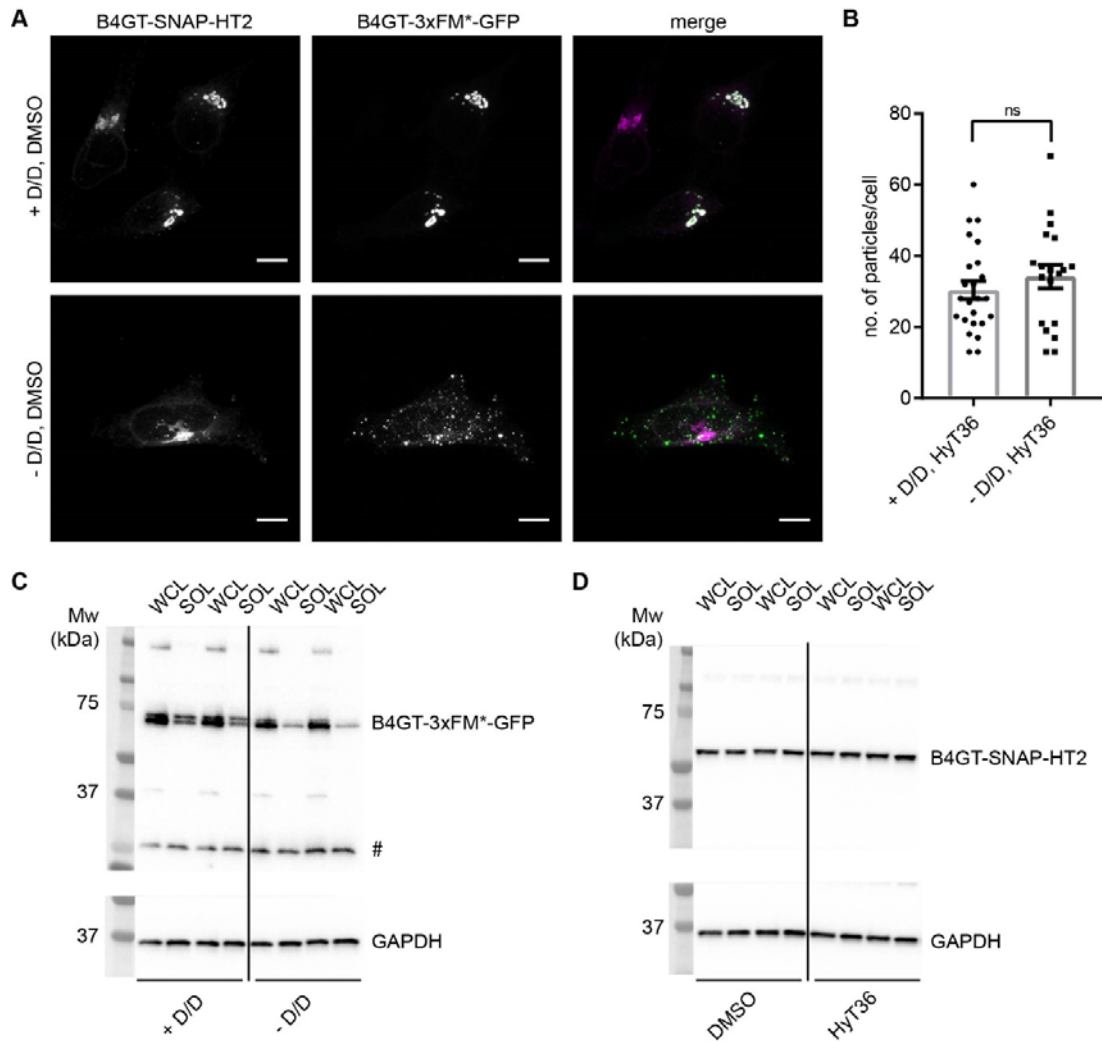 A
B4GT-SNAP-HT2
B4GT-3xFM*-GFP
merge
+ D/D, DMSO
- D/D, DMSO
B
ns
80
60
40
20
0
no. of particles/cell
+ D/D, HyT36
- D/D, HyT36
C
WCL SOL WCL SOL WCL SOL WCL SOL
Mw
(kDa)
75
B4GT-3xFM*-GFP
37
#
37
GAPDH
+ D/D
- D/D
D
WCL SOL WCL SOL WCL SOL WCL SOL
Mw
(kDa)
75
B4GT-SNAP-HT2
37
37
GAPDH
DMSO
HyT36